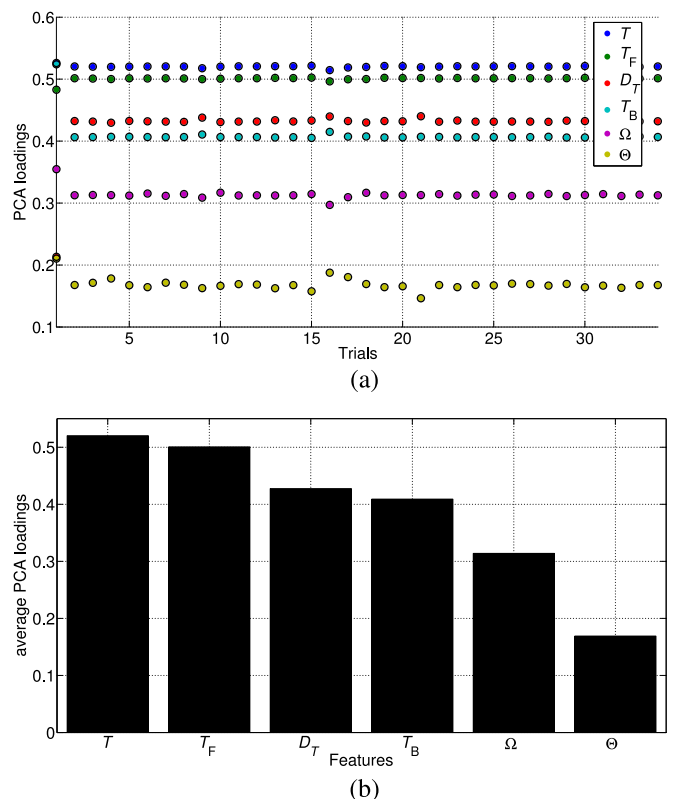 0.6
0.5
0.4
0.3
0.2
0.1
PCA loadings
T
T_F
D_T
T_B
Ω
Θ
5 10 15 20 25 30
Trials
(a)
0.5
0.4
0.3
0.2
0.1
0
average PCA loadings
T T_F D_T T_B Ω Θ
Features
(b)